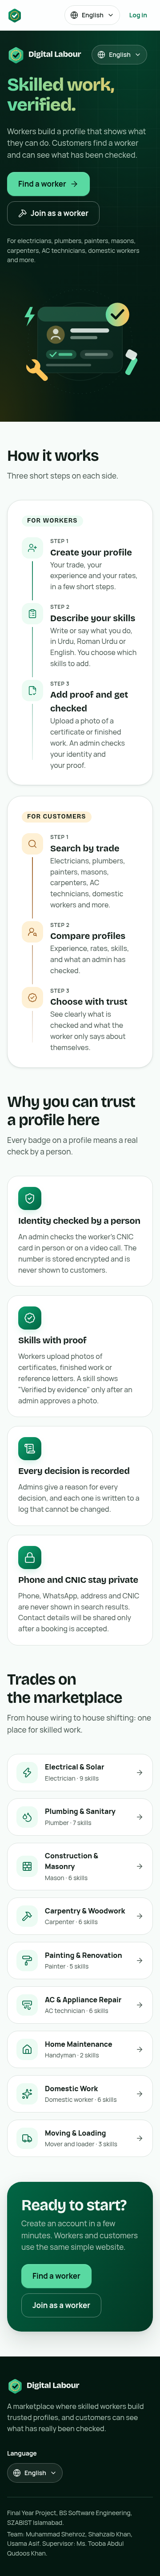 English
Log in
Digital Labour
English
Skilled work,
verified.
Workers build a profile that shows what
they can do. Customers find a worker
and can see what has been checked.
Find a worker
Join as a worker
For electricians, plumbers, painters, masons,
carpenters, AC technicians, domestic workers
and more.
How it works
Three short steps on each side.
FOR WORKERS
STEP 1
Create your profile
Your trade, your
experience and your rates,
in a few short steps.
STEP 2
Describe your skills
Write or say what you do,
in Urdu, Roman Urdu or
English. You choose which
skills to add.
STEP 3
Add proof and get
checked
Upload a photo of a
certificate or finished
work. An admin checks
your identity and
your proof.
FOR CUSTOMERS
STEP 1
Search by trade
Electricians, plumbers,
painters, masons,
carpenters, AC
technicians, domestic
workers and more.
STEP 2
Compare profiles
Experience, rates, skills,
and what an admin has
checked.
STEP 3
Choose with trust
See clearly what is
checked and what the
worker only says about
themselves.
Why you can trust
a profile here
Every badge on a profile means a real
check by a person.
Identity checked by a person
An admin checks the worker's CNIC
card in person or on a video call. The
number is stored encrypted and is
never shown to customers.
Skills with proof
Workers upload photos of
certificates, finished work or
reference letters. A skill shows
"Verified by evidence" only after an
admin approves a photo.
Every decision is recorded
Admins give a reason for every
decision, and each one is written to a
log that cannot be changed.
Phone and CNIC stay private
Phone, WhatsApp, address and CNIC
are never shown in search results.
Contact details will be shared only
after a booking is accepted.
Trades on
the marketplace
From house wiring to house shifting: one
place for skilled work.
Electrical & Solar
Electrician · 9 skills
Plumbing & Sanitary
Plumber · 7 skills
Construction &
Masonry
Mason · 6 skills
Carpentry & Woodwork
Carpenter · 6 skills
Painting & Renovation
Painter · 5 skills
AC & Appliance Repair
AC technician · 6 skills
Home Maintenance
Handyman · 2 skills
Domestic Work
Domestic worker · 6 skills
Moving & Loading
Mover and loader · 3 skills
Ready to start?
Create an account in a few
minutes. Workers and customers
use the same simple website.
Find a worker
Join as a worker
Digital Labour
A marketplace where skilled workers build
trusted profiles, and customers can see
what has really been checked.
Language
English
Final Year Project, BS Software Engineering,
SZABIST Islamabad.
Team: Muhammad Shehroz, Shahzaib Khan,
Usama Asif. Supervisor: Ms. Tooba Abdul
Qudoos Khan.